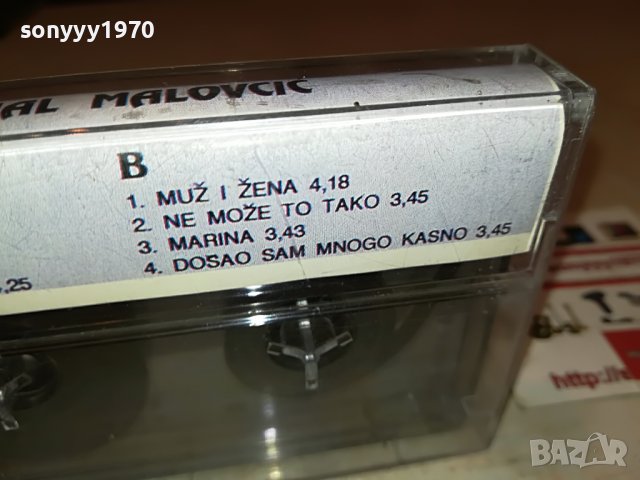 sonyyy1970
MALOVCIC
B
1. MUŽ I ŽENA 4,18
2. NE MOŽE TO TAKO 3,45
3. MARINA 3,43
4. DOSAO SAM MNOGO KASNO 3,45
,25
http://
BAZAR